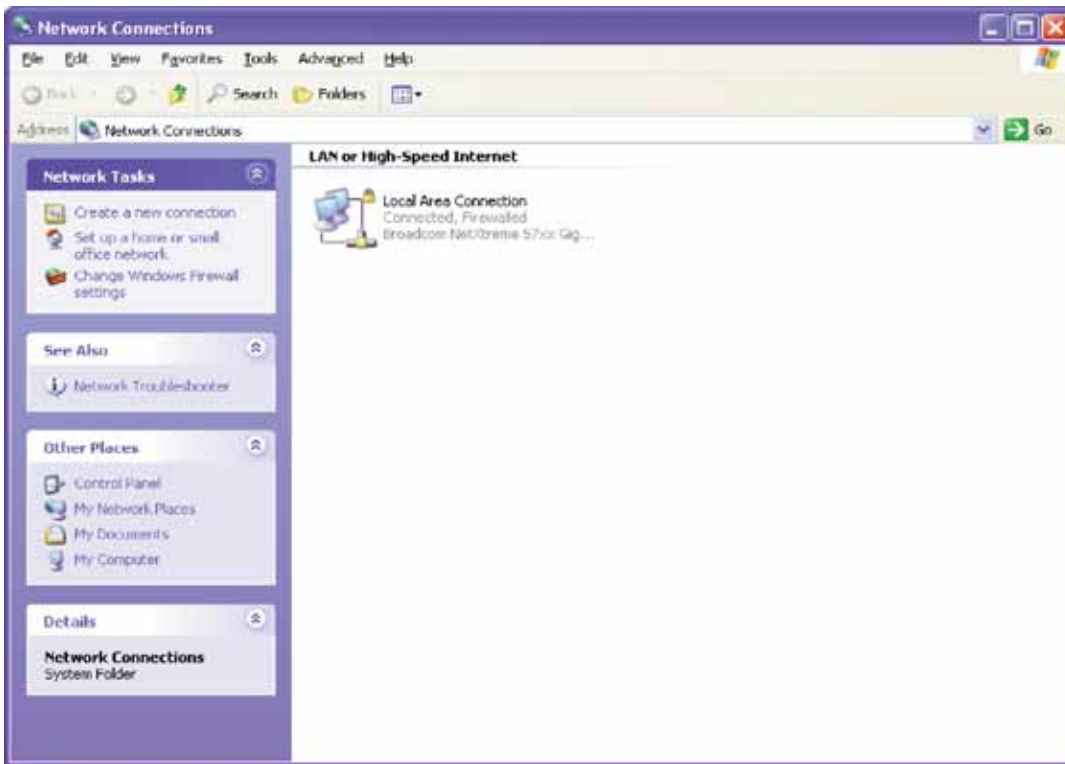 Network Connections
File Edit View Favorites Tools Advanced Help
Back Search Folders
Address Network Connections Go
Network Tasks
Create a new connection
Set up a home or small
office network
Change Windows Firewall
settings
See Also
Network Troubleshooter
Other Places
Control Panel
My Network Places
My Documents
My Computer
Details
Network Connections
System Folder
LAN or High-Speed Internet
Local Area Connection
Connected, Firewalled
Broadcom NetXtreme 57xx Gig...